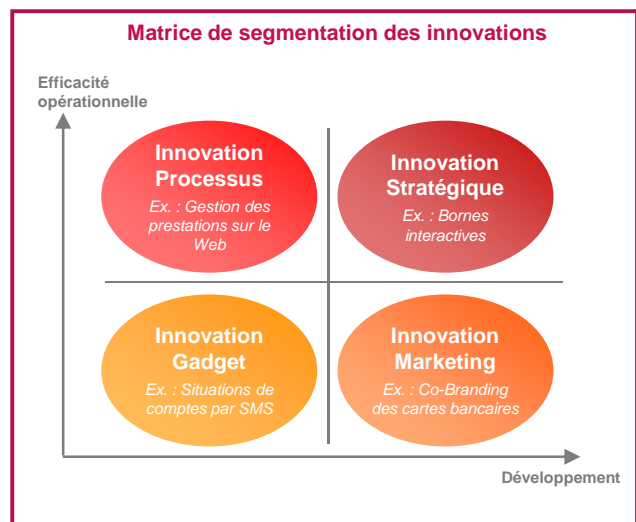 Matrice de segmentation des innovations
Efficacité
opérationnelle
Innovation
Processus
Ex. : Gestion des
prestations sur le
Web
Innovation
Stratégique
Ex. : Bornes
interactives
Innovation
Gadget
Ex. : Situations de
comptes par SMS
Innovation
Marketing
Ex. : Co-Branding
des cartes bancaires
Développement